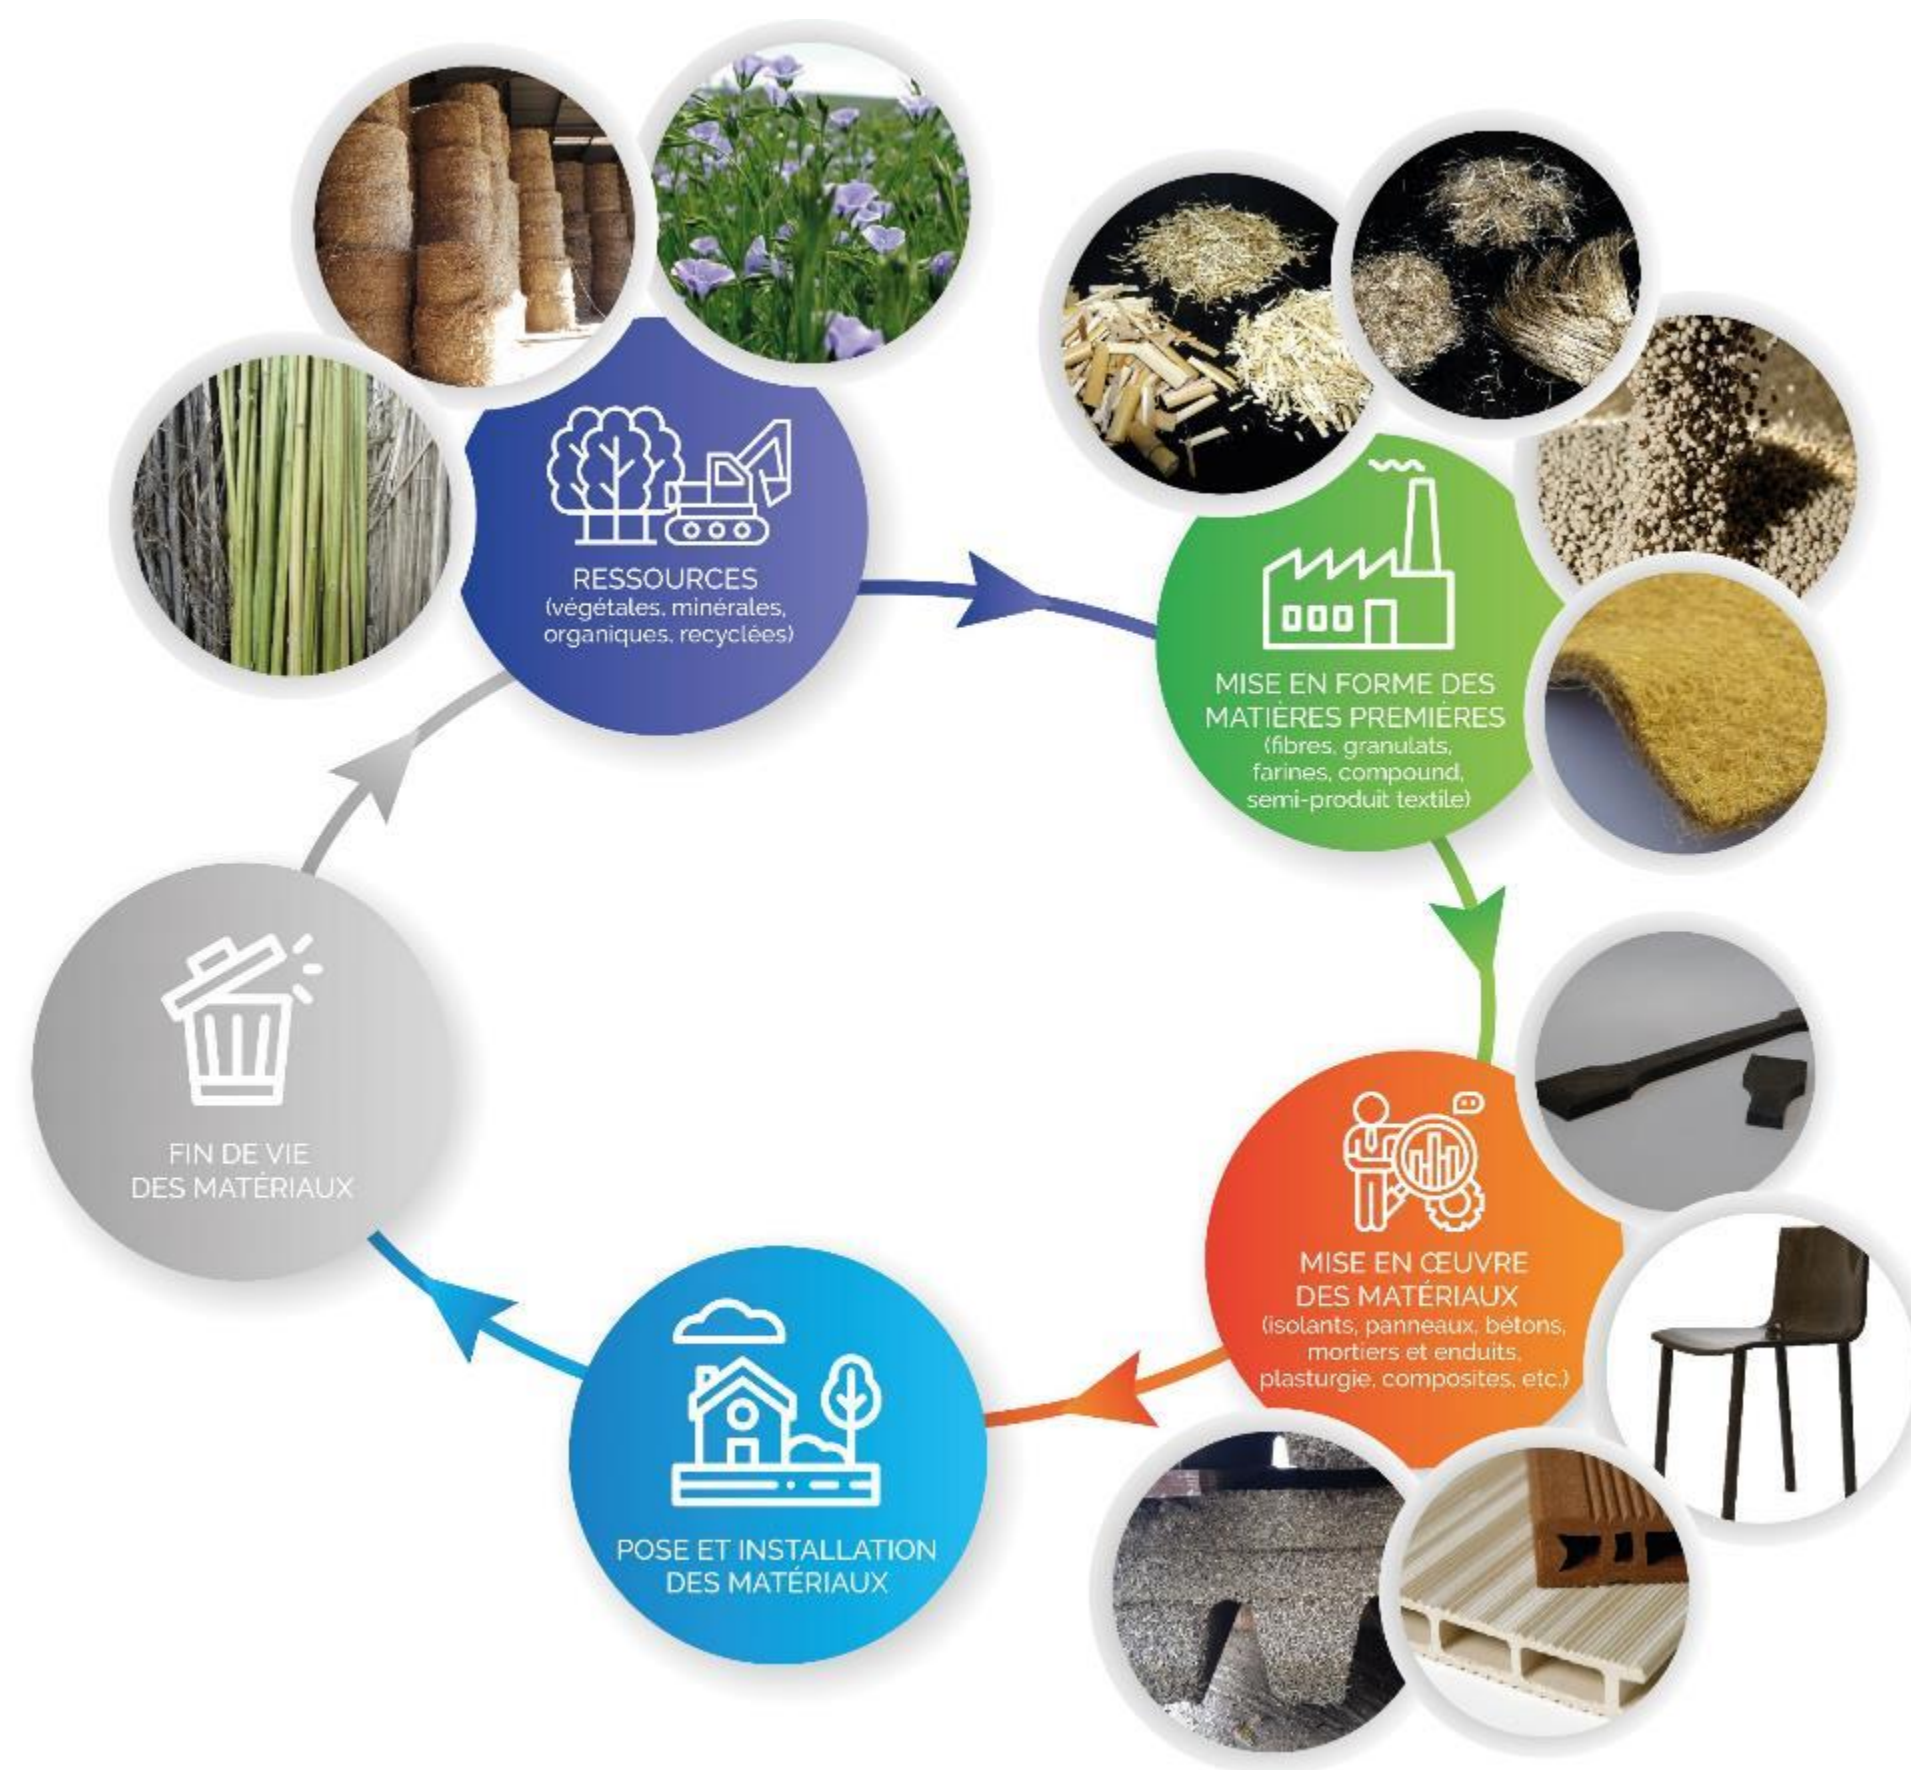 RESSOURCES
(végétales, minérales,
organiques, recyclées)
MISE EN FORME DES
MATIÈRES PREMIÈRES
(fibres, granulats,
farines, compound,
semi-produit textile)
MISE EN ŒUVRE
DES MATÉRIAUX
(isolants, panneaux, bétons,
mortiers et enduits,
plasturgie, composites, etc.)
POSE ET INSTALLATION
DES MATÉRIAUX
FIN DE VIE
DES MATÉRIAUX